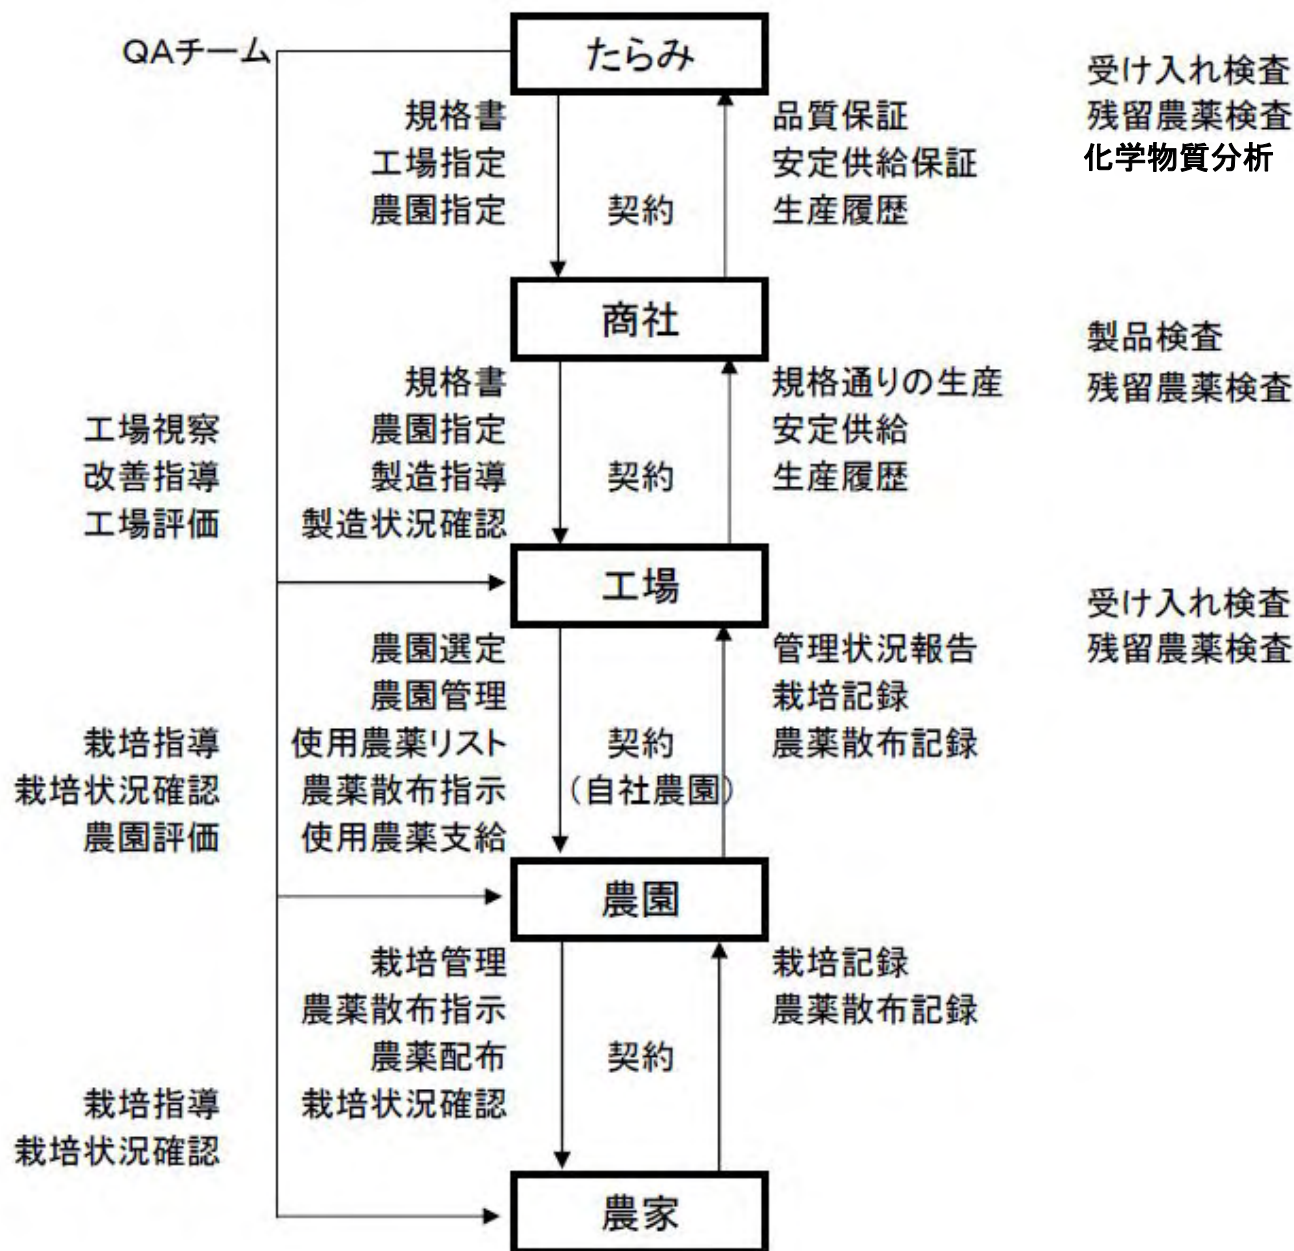 QAチーム
たらみ
受け入れ検査
残留農薬検査
化学物質分析
規格書
工場指定
農園指定
契約
品質保証
安定供給保証
生産履歴
商社
製品検査
残留農薬検査
工場視察
改善指導
工場評価
規格書
農園指定
製造指導
製造状況確認
契約
規格通りの生産
安定供給
生産履歴
工場
受け入れ検査
残留農薬検査
栽培指導
栽培状況確認
農園評価
農園選定
農園管理
使用農薬リスト
農薬散布指示
使用農薬支給
契約
（自社農園）
管理状況報告
栽培記録
農薬散布記録
農園
栽培指導
栽培状況確認
栽培管理
農薬散布指示
農薬配布
栽培状況確認
契約
栽培記録
農薬散布記録
農家